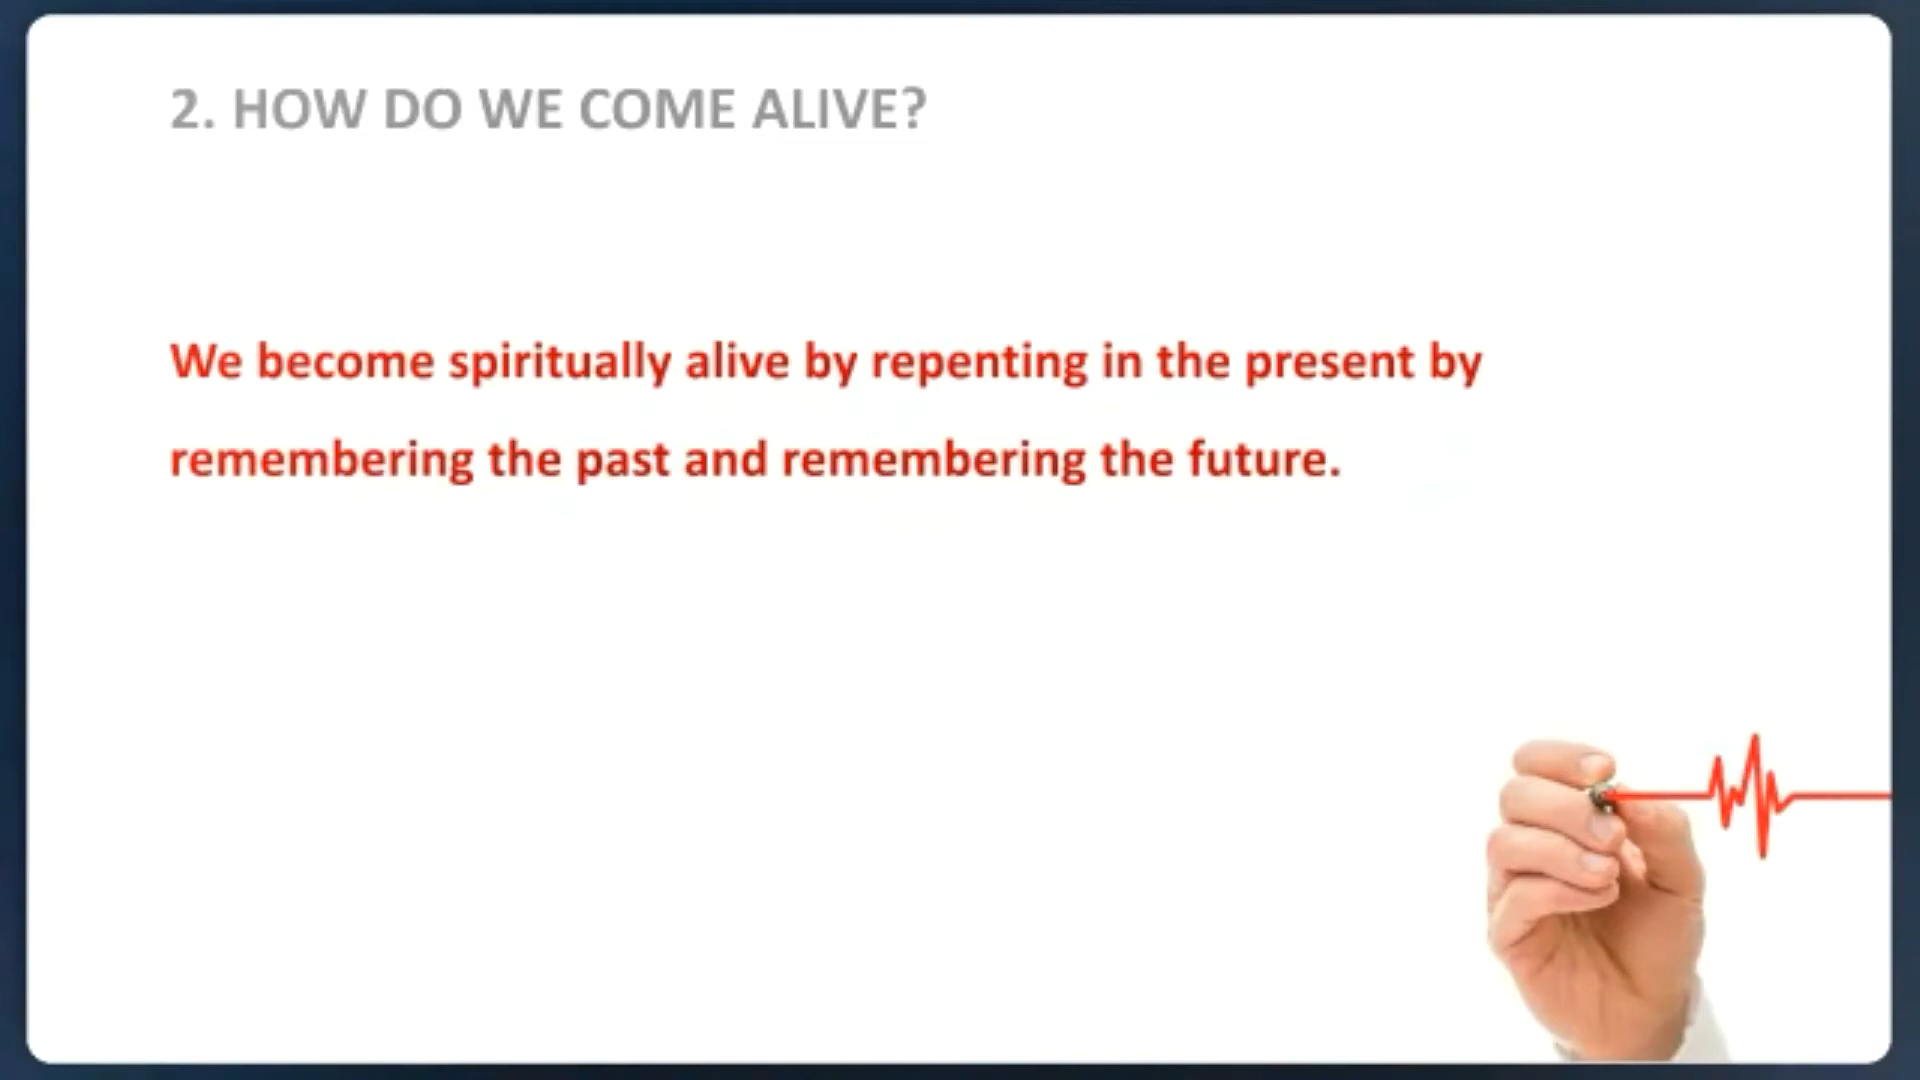 2. HOW DO WE COME ALIVE?
We become spiritually alive by repenting in the present by
remembering the past and remembering the future.